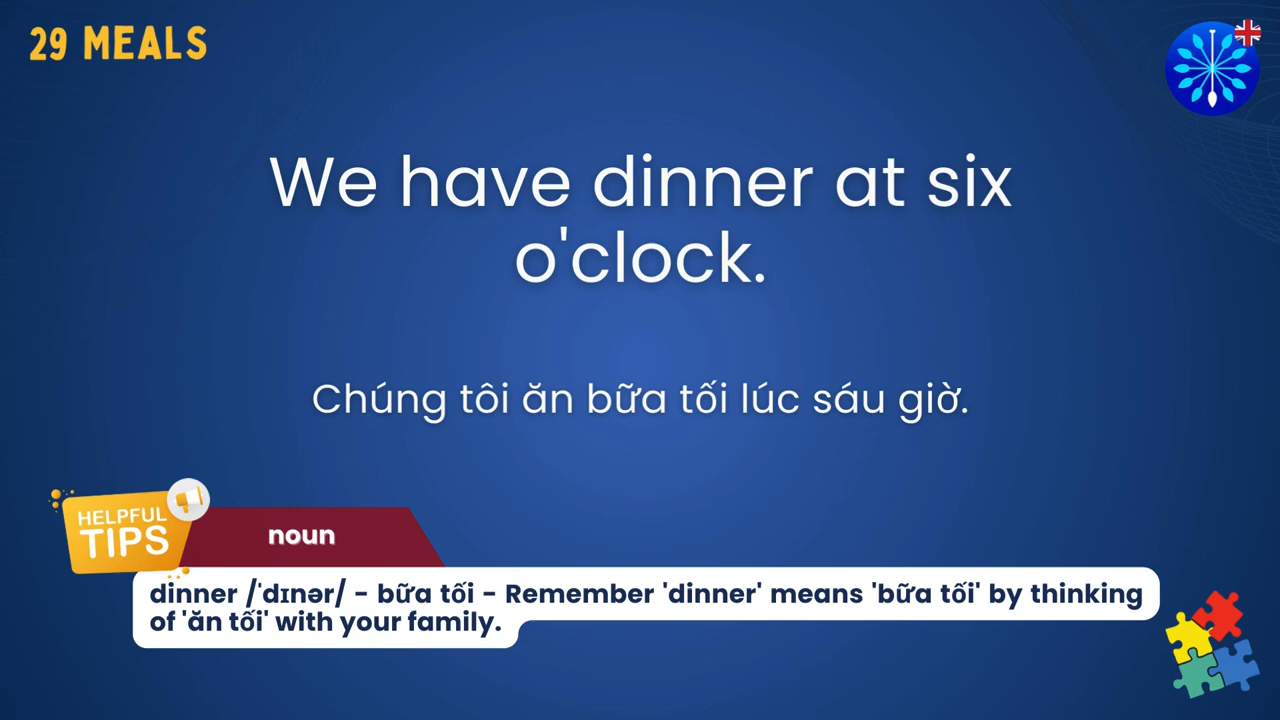 29 MEALS
We have dinner at six
o'clock.
Chúng tôi ăn bữa tối lúc sáu giờ.
HELPFUL
TIPS
noun
dinner /ˈdɪnər/ - bữa tối - Remember 'dinner' means 'bữa tối' by thinking
of 'ăn tối' with your family.